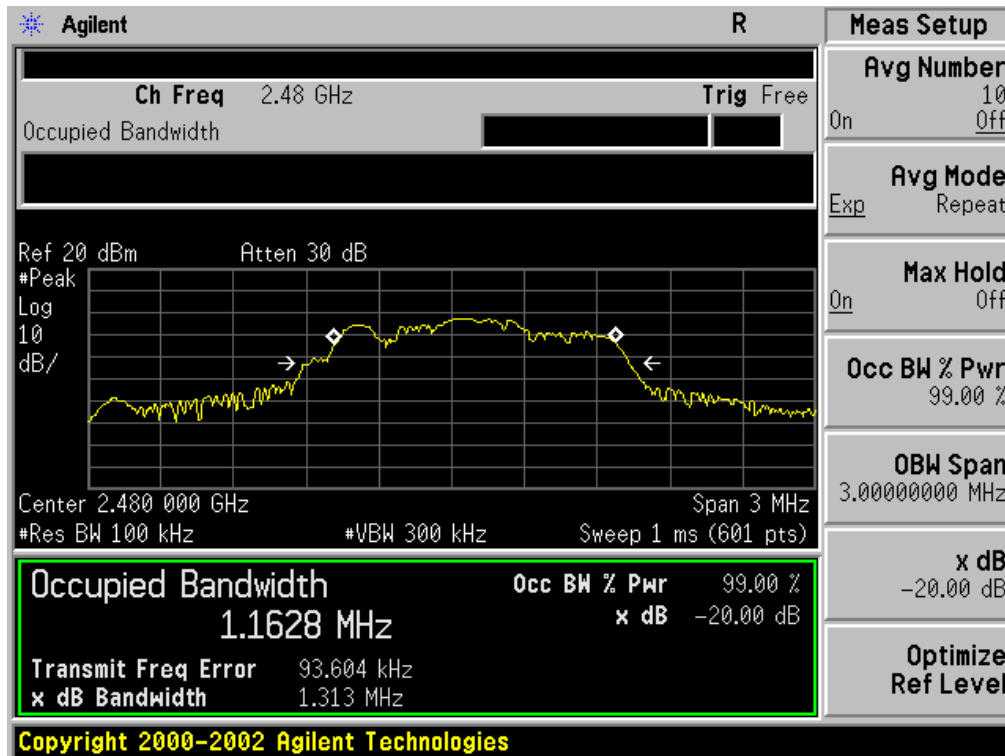 Agilent R
Meas Setup
Ch Freq 2.48 GHz Trig Free
Occupied Bandwidth
Avg Number
10
On Off
Avg Mode
Exp Repeat
Max Hold
On Off
Occ BW % Pwr
99.00 %
OBW Span
3.00000000 MHz
x dB
-20.00 dB
Optimize
Ref Level
Ref 20 dBm Atten 30 dB
#Peak
Log
10
dB/
Center 2.480 000 GHz Span 3 MHz
#Res BW 100 kHz #VBW 300 kHz Sweep 1 ms (601 pts)
Occupied Bandwidth Occ BW % Pwr 99.00 %
1.1628 MHz x dB -20.00 dB
Transmit Freq Error 93.604 kHz
x dB Bandwidth 1.313 MHz
Copyright 2000-2002 Agilent Technologies